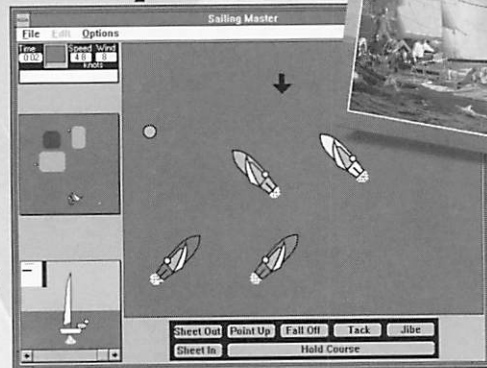 Sailing Master
File Edit Options
Time Speed Wind
0:02 4.8 8
knots
Sheet Out Point Up Fall Off Tack Jibe
Sheet In Hold Course